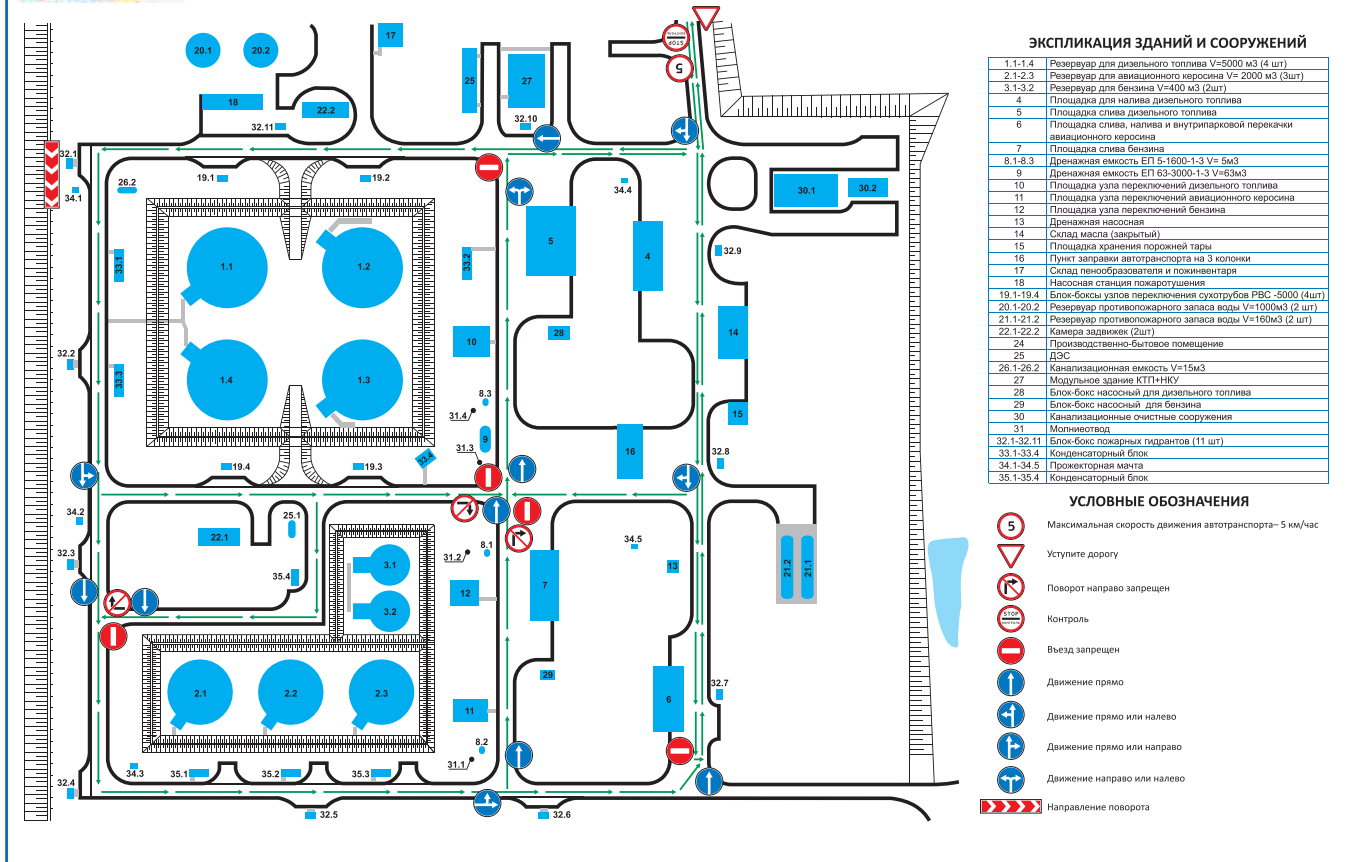 ЭКСПЛИКАЦИЯ ЗДАНИЙ И СООРУЖЕНИЙ
1.1-1.4 Резервуар для дизельного топлива V=5000 м3 (4 шт)
2.1-2.3 Резервуар для авиационного керосина V= 2000 м3 (3шт)
3.1-3.2 Резервуар для бензина V=400 м3 (2шт)
4 Площадка для налива дизельного топлива
5 Площадка слива дизельного топлива
6 Площадка слива, налива и внутрипарковой перекачки
авиационного керосина
7 Площадка слива бензина
8.1-8.3 Дренажная емкость ЕП 5-1600-1-3 V= 5м3
9 Дренажная емкость ЕП 63-3000-1-3 V=63м3
10 Площадка узла переключений дизельного топлива
11 Площадка узла переключений авиационного керосина
12 Площадка узла переключений бензина
13 Дренажная насосная
14 Склад масла (закрытый)
15 Площадка хранения порожней тары
16 Пункт заправки автотранспорта на 3 колонки
17 Склад пенообразователя и пожинвентаря
18 Насосная станция пожаротушения
19.1-19.4 Блок-боксы узлов переключения сухотрубов РВС -5000 (4шт)
20.1-20.2 Резервуар противопожарного запаса воды V=1000м3 (2 шт)
21.1-21.2 Резервуар противопожарного запаса воды V=160м3 (2 шт)
22.1-22.2 Камера задвижек (2шт)
24 Производственно-бытовое помещение
25 ДЭС
26.1-26.2 Канализационная емкость V=15м3
27 Модульное здание КТП+НКУ
28 Блок-бокс насосный для дизельного топлива
29 Блок-бокс насосный для бензина
30 Канализационные очистные сооружения
31 Молниеотвод
32.1-32.11 Блок-бокс пожарных гидрантов (11 шт)
33.1-33.4 Конденсаторный блок
34.1-34.5 Прожекторная мачта
35.1-35.4 Конденсаторный блок
УСЛОВНЫЕ ОБОЗНАЧЕНИЯ
5 Максимальная скорость движения автотранспорта– 5 км/час
Уступите дорогу
Поворот направо запрещен
STOP
КОНТРОЛЬ
Контроль
Въезд запрещен
Движение прямо
Движение прямо или налево
Движение прямо или направо
Движение направо или налево
Направление поворота
17
STOP
КОНТРОЛЬ
5
20.1
20.2
25
27
18
22.2
32.11
32.10
32.1
34.1
26.2
19.1
19.2
34.4
30.1
30.2
1.1
1.2
33.1
33.2
5
4
32.9
32.2
10
28
14
33.3
1.4
1.3
8.3
31.4
15
9
31.3
16
32.8
33.4
19.4
19.3
34.2
22.1
25.1
32.3
35.4
3.1
31.2
8.1
34.5
13
21.2
21.1
3.2
12
7
2.1
2.2
2.3
29
6
32.7
11
8.2
31.1
34.3
35.1
35.2
35.3
32.4
32.5
32.6